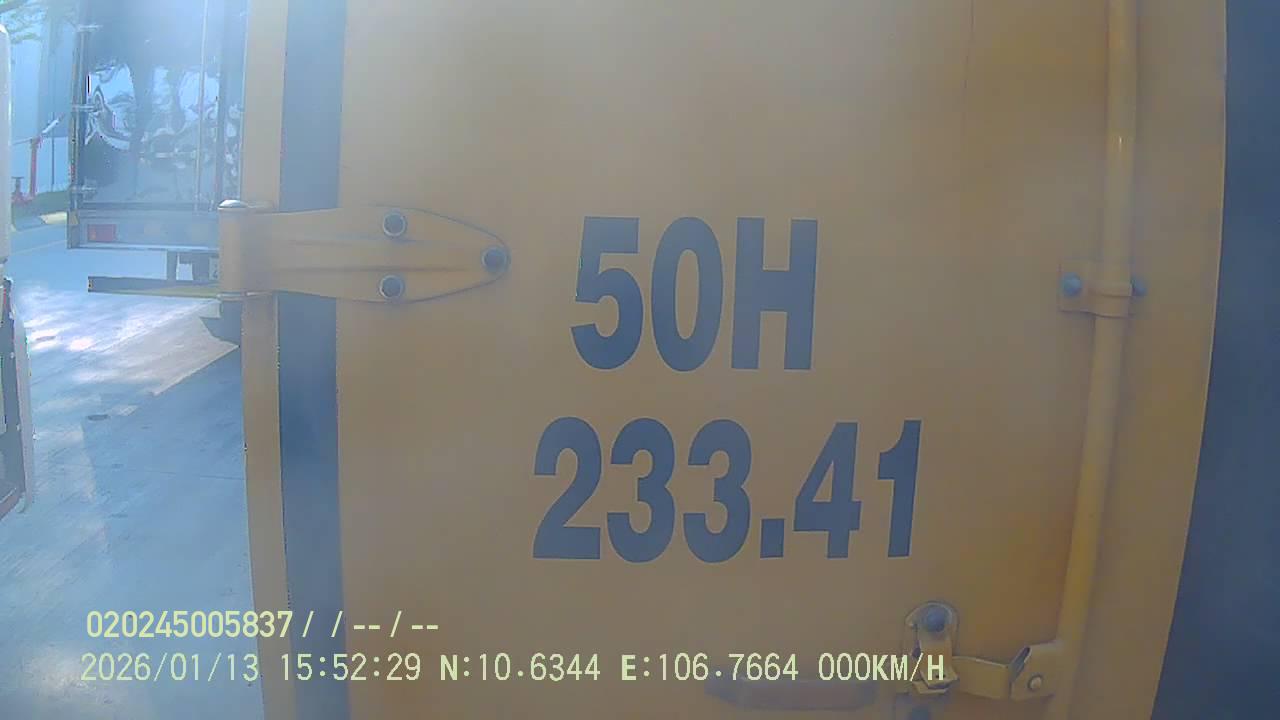 50H
233.41
020245005837/ / -- / --
2026/01/13 15:52:29 N:10.6344 E:106.7664 000KM/H